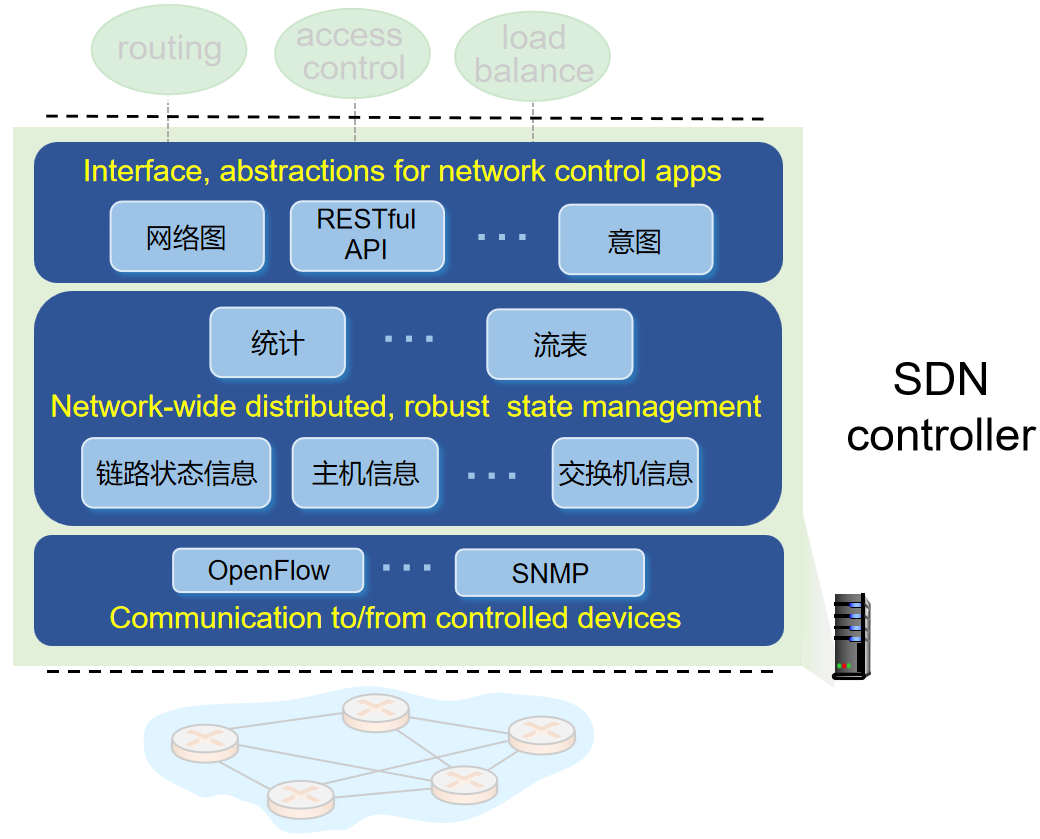 routing
access
control
load
balance
Interface, abstractions for network control apps
网络图
RESTful
API
意图
统计
流表
Network-wide distributed, robust state management
链路状态信息
主机信息
交换机信息
OpenFlow
SNMP
Communication to/from controlled devices
SDN
controller